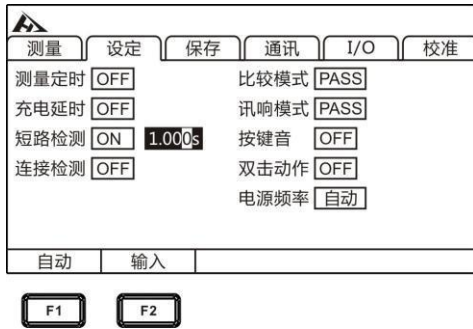 测量 设定 保存 通讯 I/O 校准
测量定时 OFF 比较模式 PASS
充电延时 OFF 讯响模式 PASS
短路检测 ON 1.000s 按键音 OFF
连接检测 OFF 双击动作 OFF
电源频率 自动
自动 输入
F1 F2